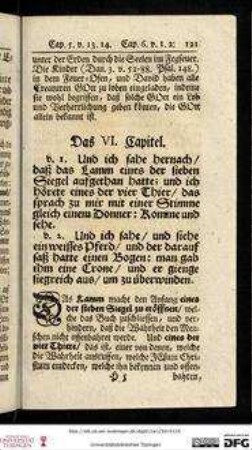 Cap. 5. v. 13. 14. Cap. 6. v. 1. 2. 121
unter der Erden durch die Seelen im Fegfeuer.
Die Kinder (Dan. 3. v. 52-88. Psal. 148.)
in dem Feuer-Ofen, und David haben alle
Creaturen GOtt zu loben eingeladen, indeme
sie wohl begriffen, daß solche GOtt ein Lob
und Verherrlichung geben können, die GOtt
allein bekannt ist.
Das VI. Capitel.
v. 1. Und ich sahe hernach/
daß das Lamm eines der sieben
Siegel aufgethan hatte: und ich
hörete eines der vier Thier/ das
sprach zu mir mit einer Stimme
gleich einem Donner: Komme und
sehe.
v. 2. Und ich sahe/ und siehe
ein weisses Pferd/ und der darauf
saß hatte einen Bogen: man gab
ihm eine Crone/ und er gienge
siegreich aus/ um zu überwinden.
Das Lamm macht den Anfang eines
der sieben Siegel zu eröffnen/ wel-
che das Buch zuschliessen, und ver-
hindern, daß die Wahrheit den Men-
schen nicht offenbahret werde. Und eines der
vier Thiere/ das ist, einer von denen, welche
die Wahrheit ausruffen, welche JEsum Chri-
stum entdecken, welche ihn bekennen und offen-
bahren,